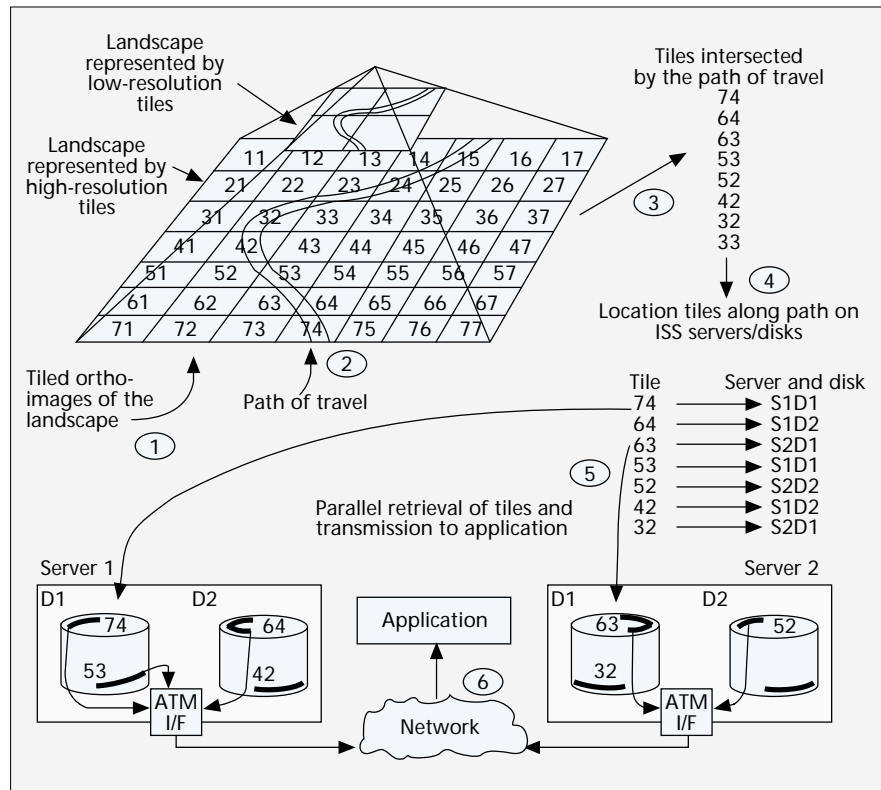 Landscape
represented by
low-resolution
tiles
Landscape
represented by
high-resolution
tiles
11 12 13 14 15 16 17
21 22 23 24 25 26 27
31 32 33 34 35 36 37
41 42 43 44 45 46 47
51 52 53 54 55 56 57
61 62 63 64 65 66 67
71 72 73 74 75 76 77
Tiled ortho-
images of the
landscape
1
Path of travel
2
3
Tiles intersected
by the path of travel
74
64
63
53
52
42
32
33
4
Location tiles along path on
ISS servers/disks
Tile Server and disk
74 S1D1
64 S1D2
63 S2D1
53 S1D1
52 S2D2
42 S1D2
32 S2D1
5
Parallel retrieval of tiles and
transmission to application
Server 1
D1 D2
74 64
53 42
ATM
I/F
Application
6
Network
Server 2
D1 D2
63 52
32
ATM
I/F